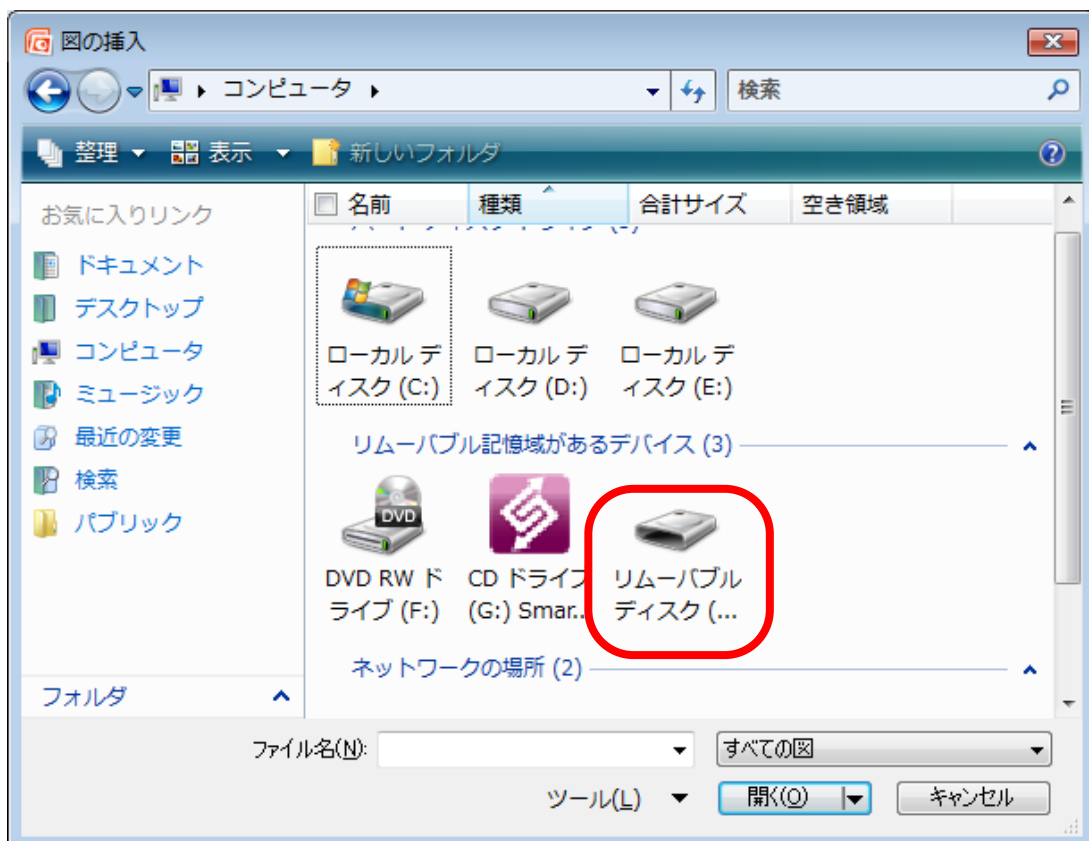 図の挿入
コンピュータ
検索
整理 表示 新しいフォルダ
お気に入りリンク
ドキュメント
デスクトップ
コンピュータ
ミュージック
最近の変更
検索
パブリック
フォルダ
名前 種類 合計サイズ 空き領域
ローカル デ
ィスク (C:)
ローカル デ
ィスク (D:)
ローカル デ
ィスク (E:)
リムーバブル記憶域があるデバイス (3)
DVD
DVD RW ド
ライブ (F:)
CD ドライブ
(G:) Smar...
リムーバブル
ディスク (...
ネットワークの場所 (2)
ファイル名(N):
すべての図
ツール(L) 開く(O) キャンセル